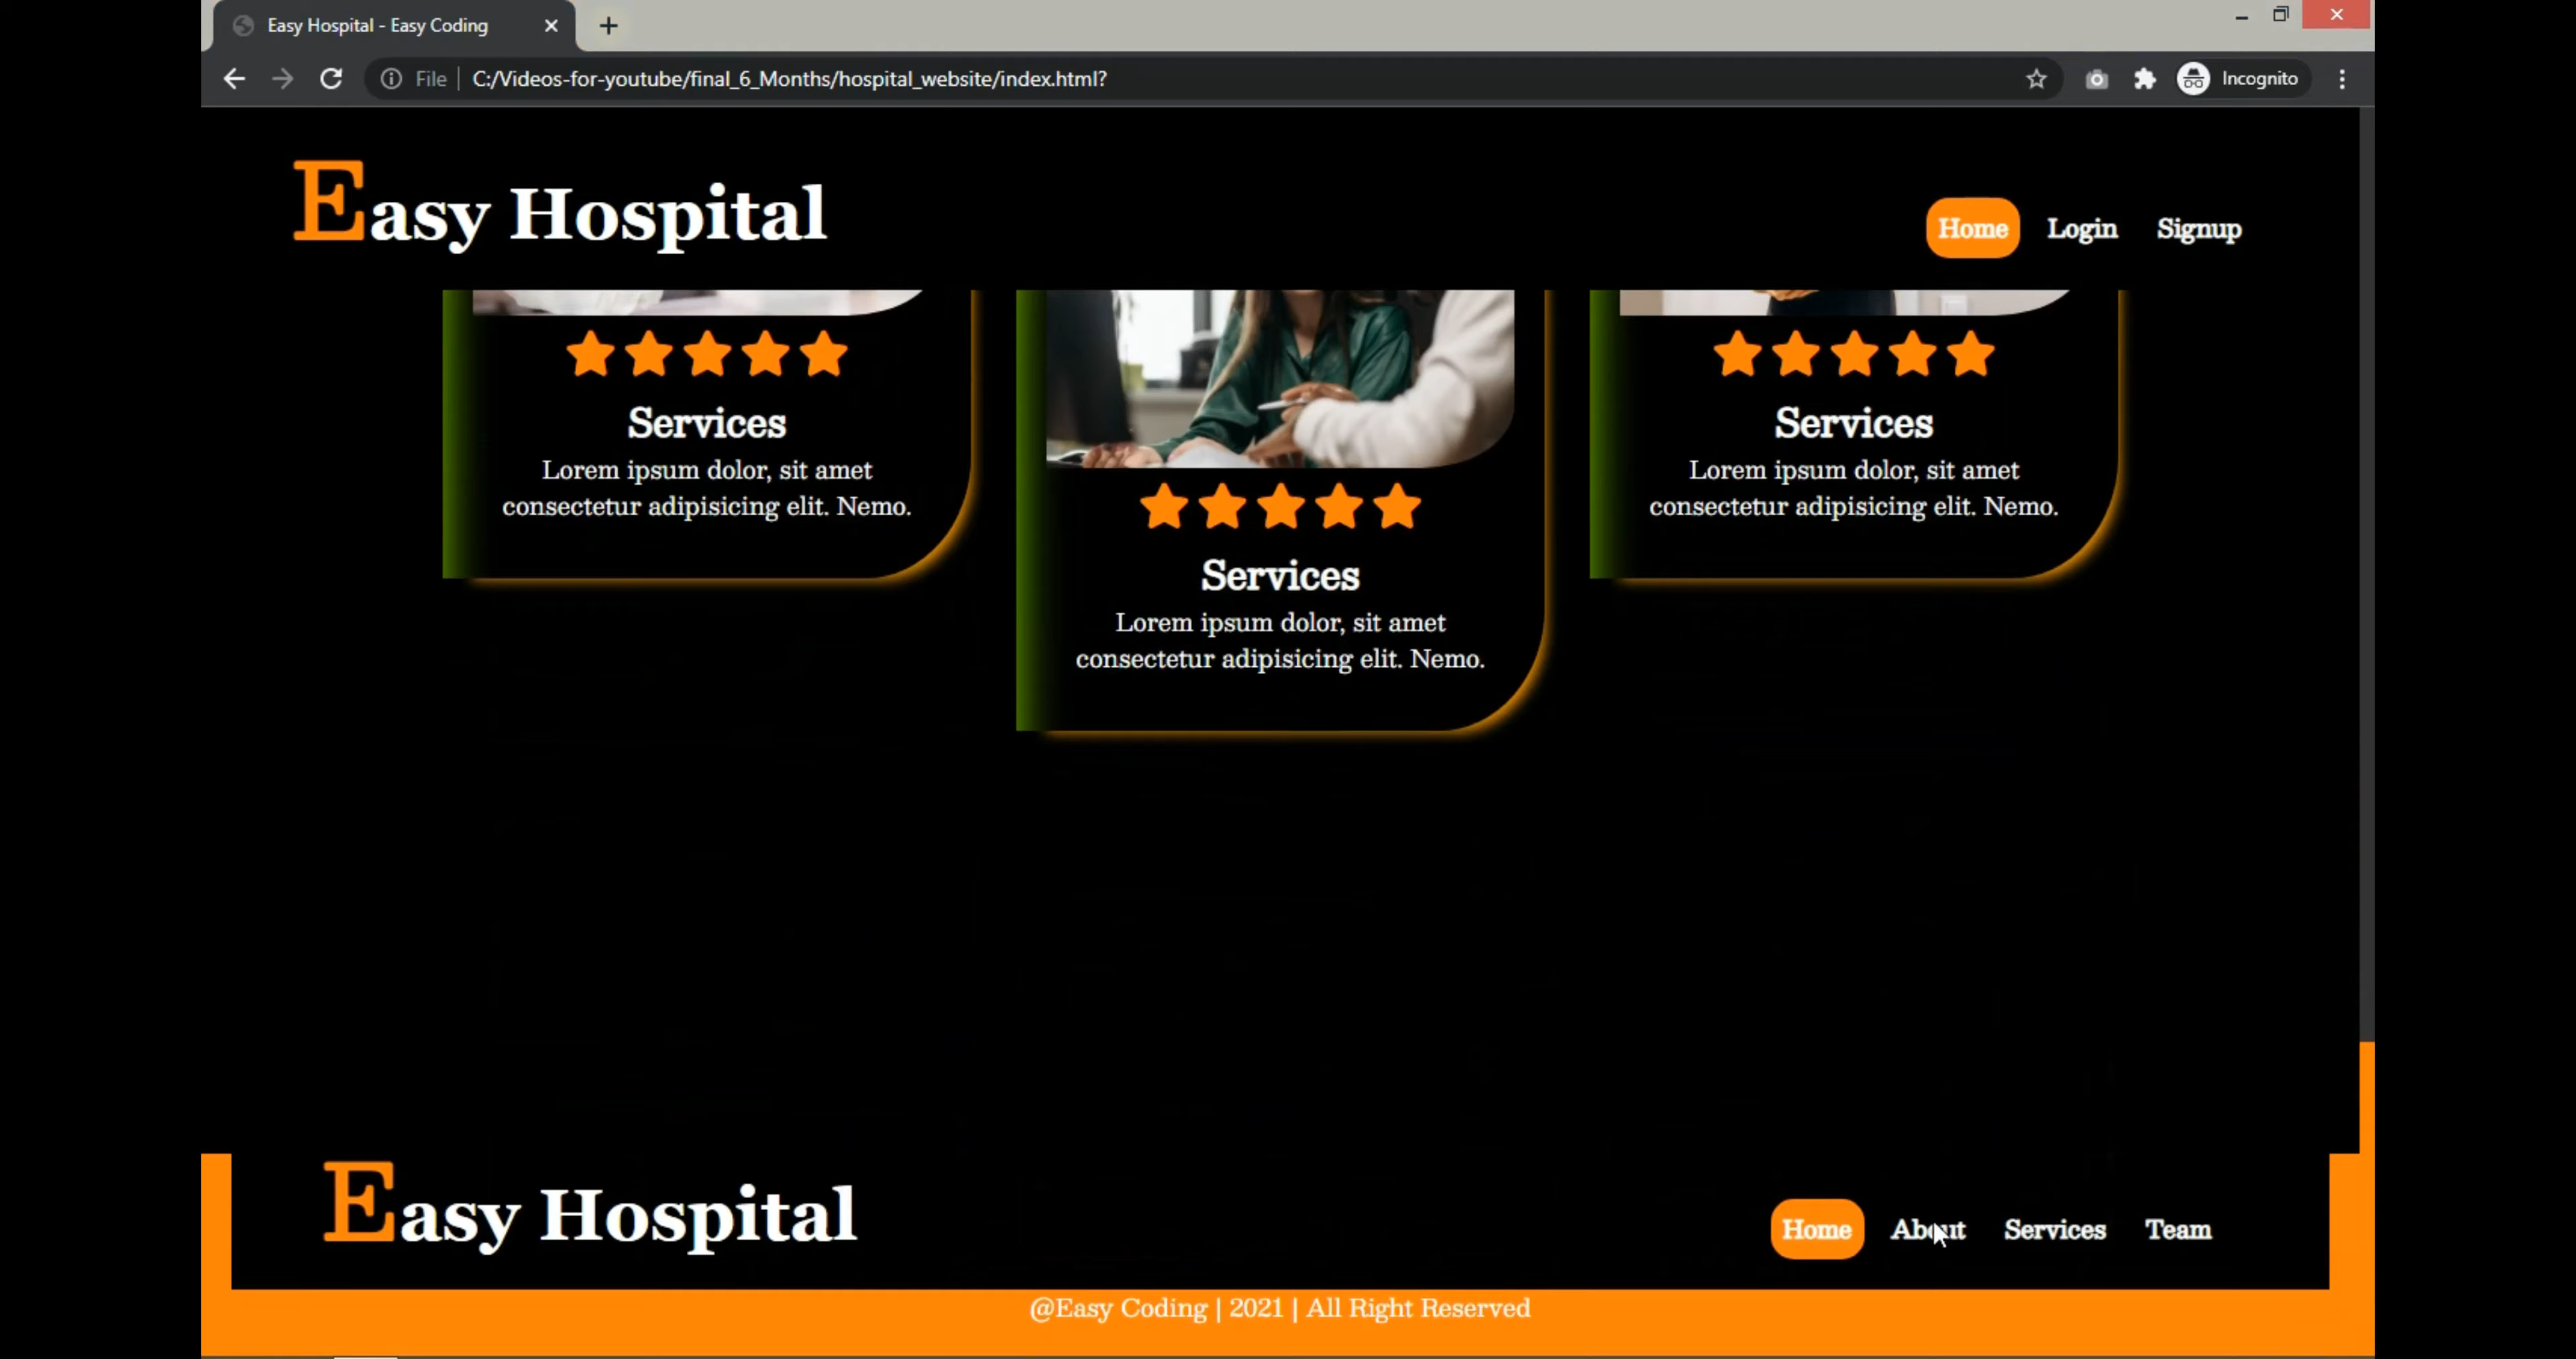 Easy Hospital - Easy Coding
File C:/Videos-for-youtube/final_6_Months/hospital_website/index.html?
Incognito
Easy Hospital
Home Login Signup
Services
Lorem ipsum dolor, sit amet
consectetur adipisicing elit. Nemo.
Services
Lorem ipsum dolor, sit amet
consectetur adipisicing elit. Nemo.
Services
Lorem ipsum dolor, sit amet
consectetur adipisicing elit. Nemo.
Easy Hospital
Home About Services Team
@Easy Coding | 2021 | All Right Reserved